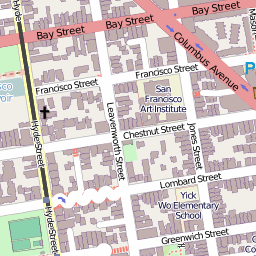 Bay Street
Bay Street
Hyde
Columbus Avenue
Francisco Street
Francisco Street
San
Francisco
Art Institute
Leavenworth Street
Hyde Street
Chestnut Street
Jones Street
Lombard Street
Yick
Wo Elementary
School
Hyde Street
Greenwich Street
P